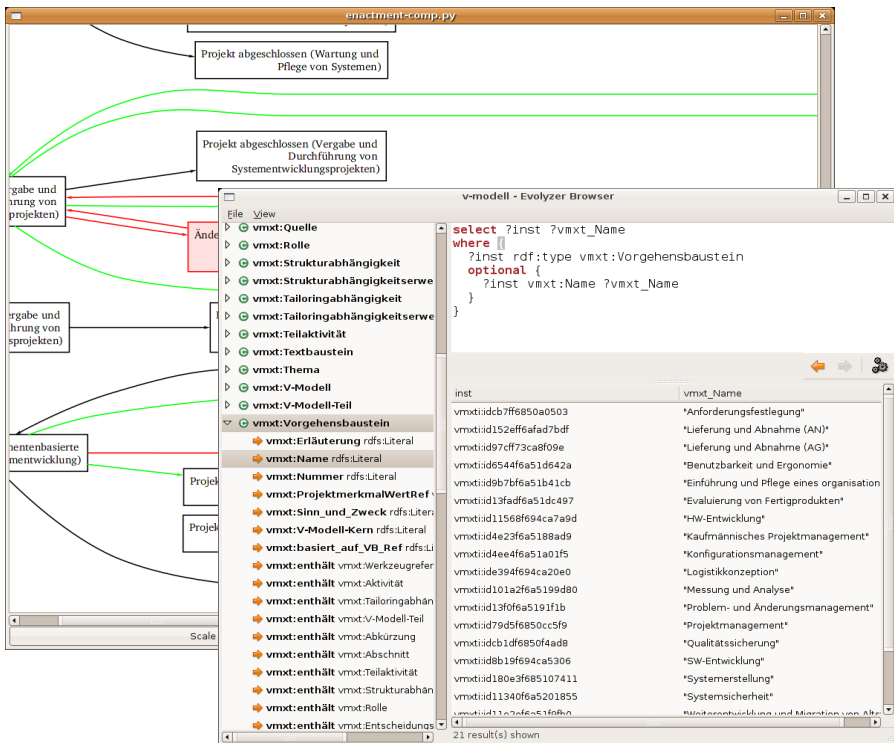 enactment-comp.py
Projekt abgeschlossen (Wartung und
Pflege von Systemen)
Projekt abgeschlossen (Vergabe und
Durchführung von
Systementwicklungsprojekten)
rgabe und
hrung von
projekten)
Ände
ergabe und
hrung von
sprojekten)
mentenbasierte
mentwicklung)
Projek
Projek
Scale
v-modell - Evolyzer Browser
File View
vmxt:Quelle
vmxt:Rolle
vmxt:Strukturabhängigkeit
vmxt:Strukturabhängigkeitserwe
vmxt:Tailoringabhängigkeit
vmxt:Tailoringabhängigkeitserwe
vmxt:Teilaktivität
vmxt:Textbaustein
vmxt:Thema
vmxt:V-Modell
vmxt:V-Modell-Teil
vmxt:Vorgehensbaustein
vmxt:Erläuterung rdfs:Literal
vmxt:Name rdfs:Literal
vmxt:Nummer rdfs:Literal
vmxt:ProjektmerkmalWertRef
vmxt:Sinn_und_Zweck rdfs:Litera
vmxt:V-Modell-Kern rdfs:Literal
vmxt:basiert_auf_VB_Ref rdfs:Li
vmxt:enthält vmxt:Werkzeugrefer
vmxt:enthält vmxt:Aktivität
vmxt:enthält vmxt:Tailoringabhän
vmxt:enthält vmxt:V-Modell-Teil
vmxt:enthält vmxt:Abkürzung
vmxt:enthält vmxt:Abschnitt
vmxt:enthält vmxt:Teilaktivität
vmxt:enthält vmxt:Strukturabhän
vmxt:enthält vmxt:Rolle
vmxt:enthält vmxt:Entscheidungs
select ?inst ?vmxt_Name
where {
?inst rdf:type vmxt:Vorgehensbaustein
optional {
?inst vmxt:Name ?vmxt_Name
}
}
inst vmxt_Name
vmxti:idcb7ff6850a0503 "Anforderungsfestlegung"
vmxti:id152eff6afad7bdf "Lieferung und Abnahme (AN)"
vmxti:id97cff73ca8f09e "Lieferung und Abnahme (AG)"
vmxti:id6544f6a51d642a "Benutzbarkeit und Ergonomie"
vmxti:id9b7bf6a51b41cb "Einführung und Pflege eines organisation
vmxti:id13fadf6a51dc497 "Evaluierung von Fertigprodukten"
vmxti:id11568f694ca7a9d "HW-Entwicklung"
vmxti:id4e23f6a5188ad9 "Kaufmännisches Projektmanagement"
vmxti:id4ee4f6a51a01f5 "Konfigurationsmanagement"
vmxti:ide394f694ca20e0 "Logistikkonzeption"
vmxti:id101a2f6a5199d80 "Messung und Analyse"
vmxti:id13f0f6a5191f1b "Problem- und Änderungsmanagement"
vmxti:id79d5f6850cc5f9 "Projektmanagement"
vmxti:idcb1df6850f4ad8 "Qualitätssicherung"
vmxti:id8b19f694ca5306 "SW-Entwicklung"
vmxti:id180e3f685107411 "Systemerstellung"
vmxti:id11340f6a5201855 "Systemsicherheit"
vmxti:id11e2ef6a51f9fb0 "Weiterentwicklung und Migration von Alts
21 result(s) shown